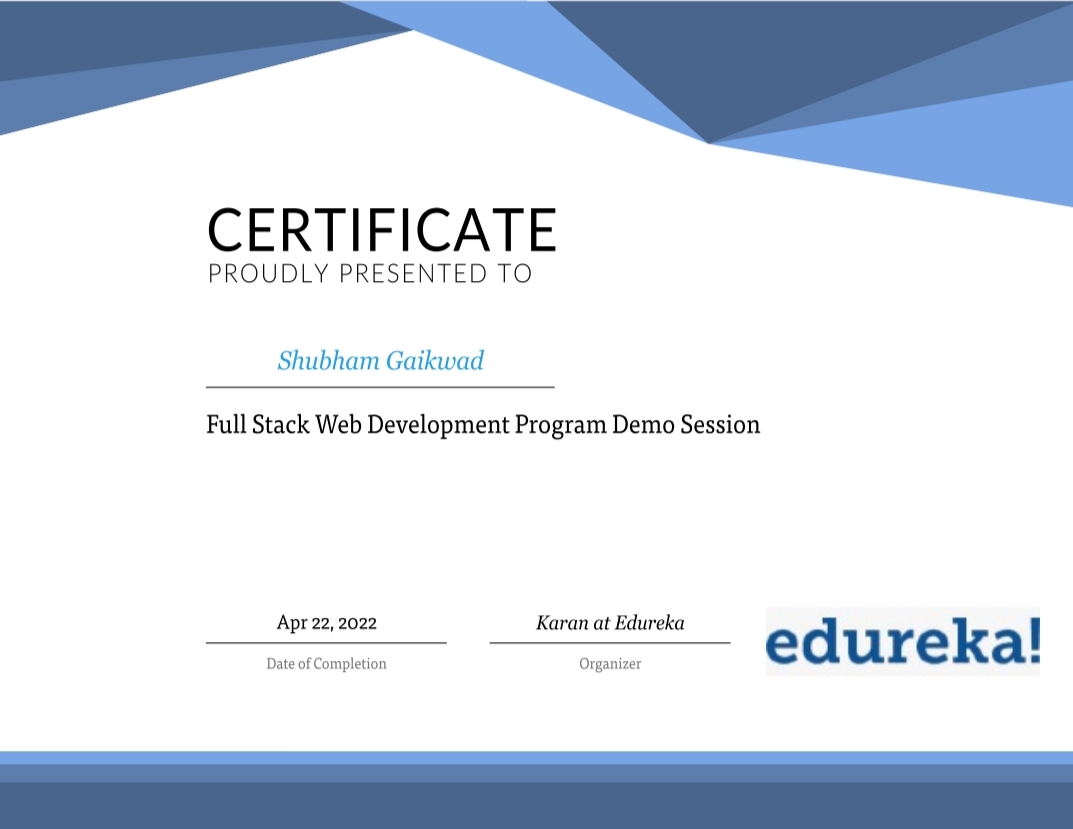 CERTIFICATE
PROUDLY PRESENTED TO
Shubham Gaikwad
Full Stack Web Development Program Demo Session
Apr 22, 2022
Date of Completion
Karan at Edureka
Organizer
edureka!